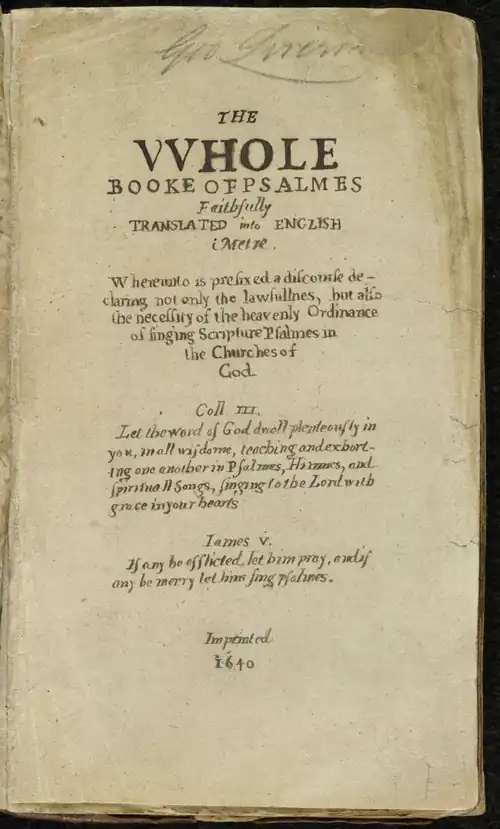 Geo
THE
VVHOLE
BOOKE OF PSALMES
Faithfully
TRANSLATED into ENGLISH
Metre.
Whereunto is prefixed a discourse de-
claring not only the lawfullnes, but also
the necessity of the heavenly Ordinance
of singing Scripture Psalmes in
the Churches of
God.
Coll III.
Let the word of God dwell plenteously in
you, in all wisdome, teaching and exhort-
ing one another in Psalmes, Himnes, and
spirituall Songs, singing to the Lord with
grace in your hearts
Iames V.
If any be afflicted, let him pray, and if
any be merry let him sing psalmes.
Imprinted
1640